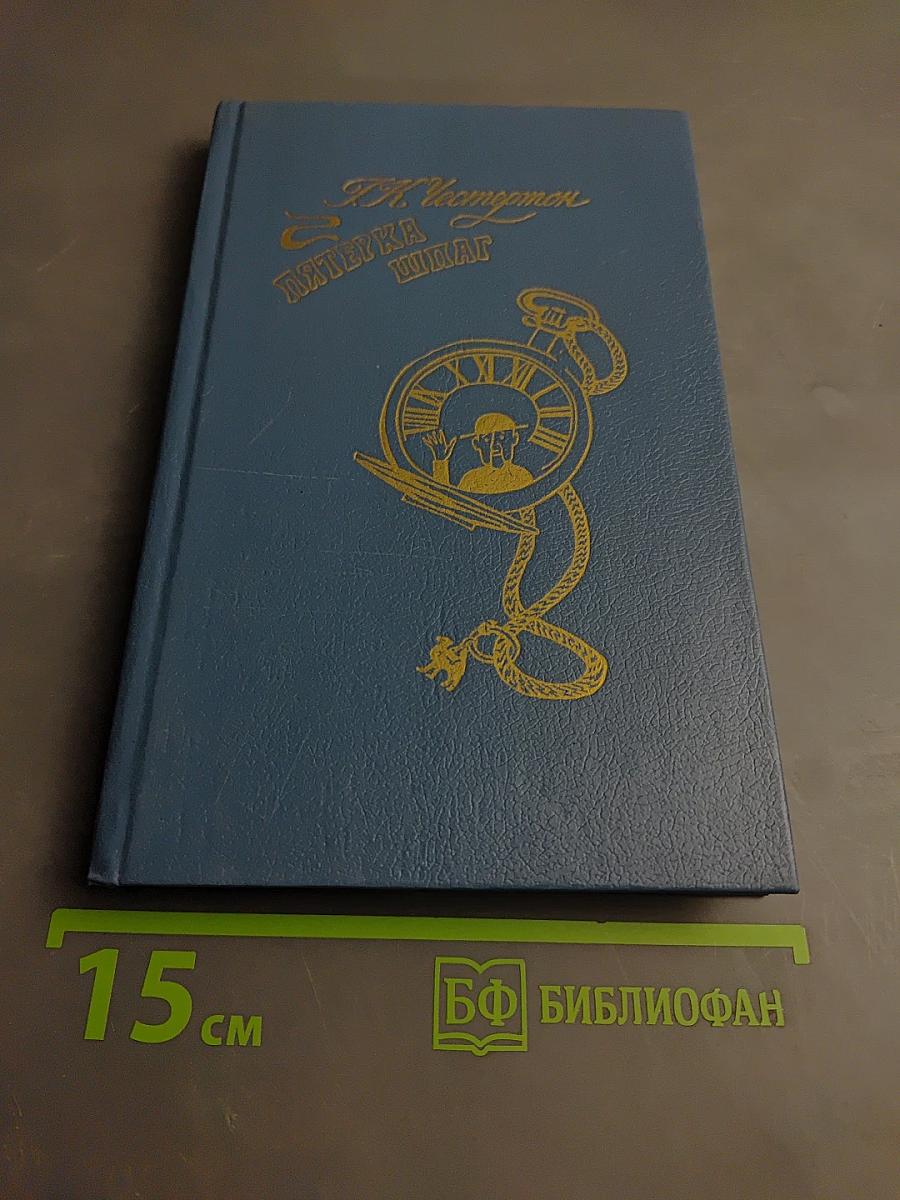 Г.К. Честертон
ПЯТЕРКА
ШПАГ
15 см
БФ БИБЛИОФАН